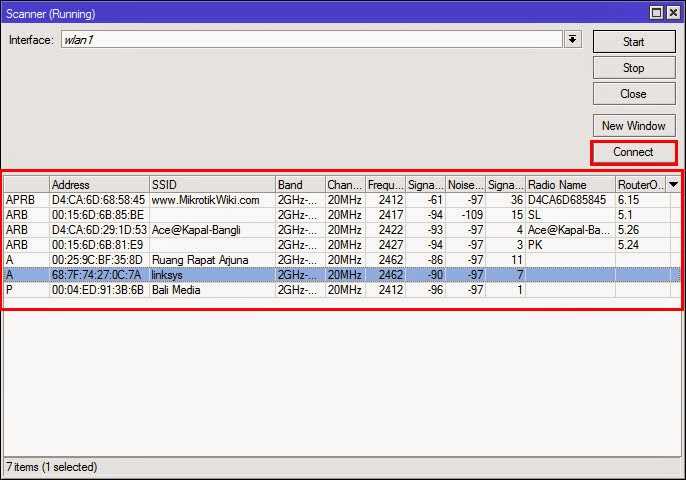 Scanner (Running)
Interface: wlan1
Start
Stop
Close
New Window
Connect
Address SSID Band Chan... Frequ... Signa... Noise... Signa... Radio Name RouterO...
APRB D4:CA:6D:68:58:45 www.MikrotikWiki.com 2GHz-... 20MHz 2412 -61 -97 36 D4CA6D685845 6.15
ARB 00:15:6D:6B:85:BE 2GHz-... 20MHz 2417 -94 -109 15 SL 5.1
ARB D4:CA:6D:29:1D:53 Ace@Kapal-Bangli 2GHz-... 20MHz 2422 -93 -97 4 Ace@Kapal-Ba... 5.26
ARB 00:15:6D:6B:81:E9 2GHz-... 20MHz 2427 -94 -97 3 PK 5.24
A 00:25:9C:BF:35:8D Ruang Rapat Arjuna 2GHz-... 20MHz 2462 -86 -97 11
A 68:7F:74:27:0C:7A linksys 2GHz-... 20MHz 2462 -90 -97 7
P 00:04:ED:91:3B:6B Bali Media 2GHz-... 20MHz 2412 -96 -97 1
7 items (1 selected)